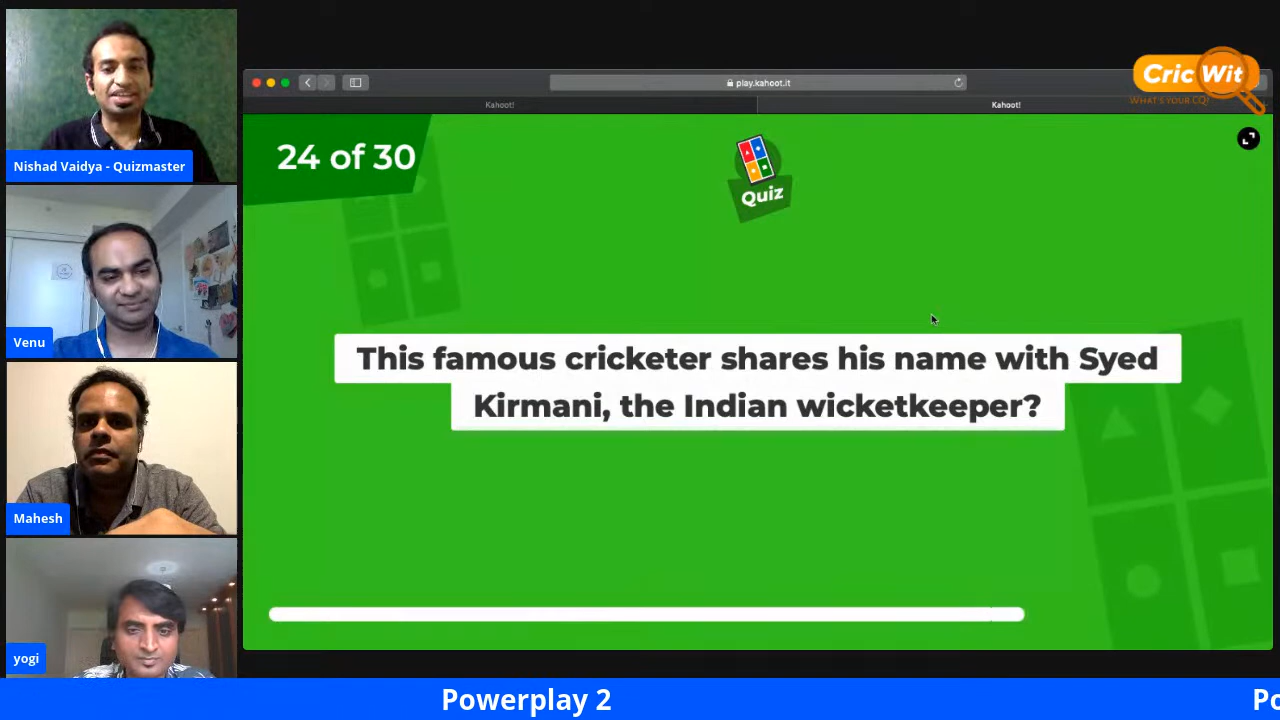 Nishad Vaidya - Quizmaster
Venu
Mahesh
yogi
play.kahoot.it
Kahoot!
Kahoot!
Cric Wit
WHAT'S YOUR CQ?
24 of 30
Quiz
This famous cricketer shares his name with Syed
Kirmani, the Indian wicketkeeper?
Powerplay 2
Po